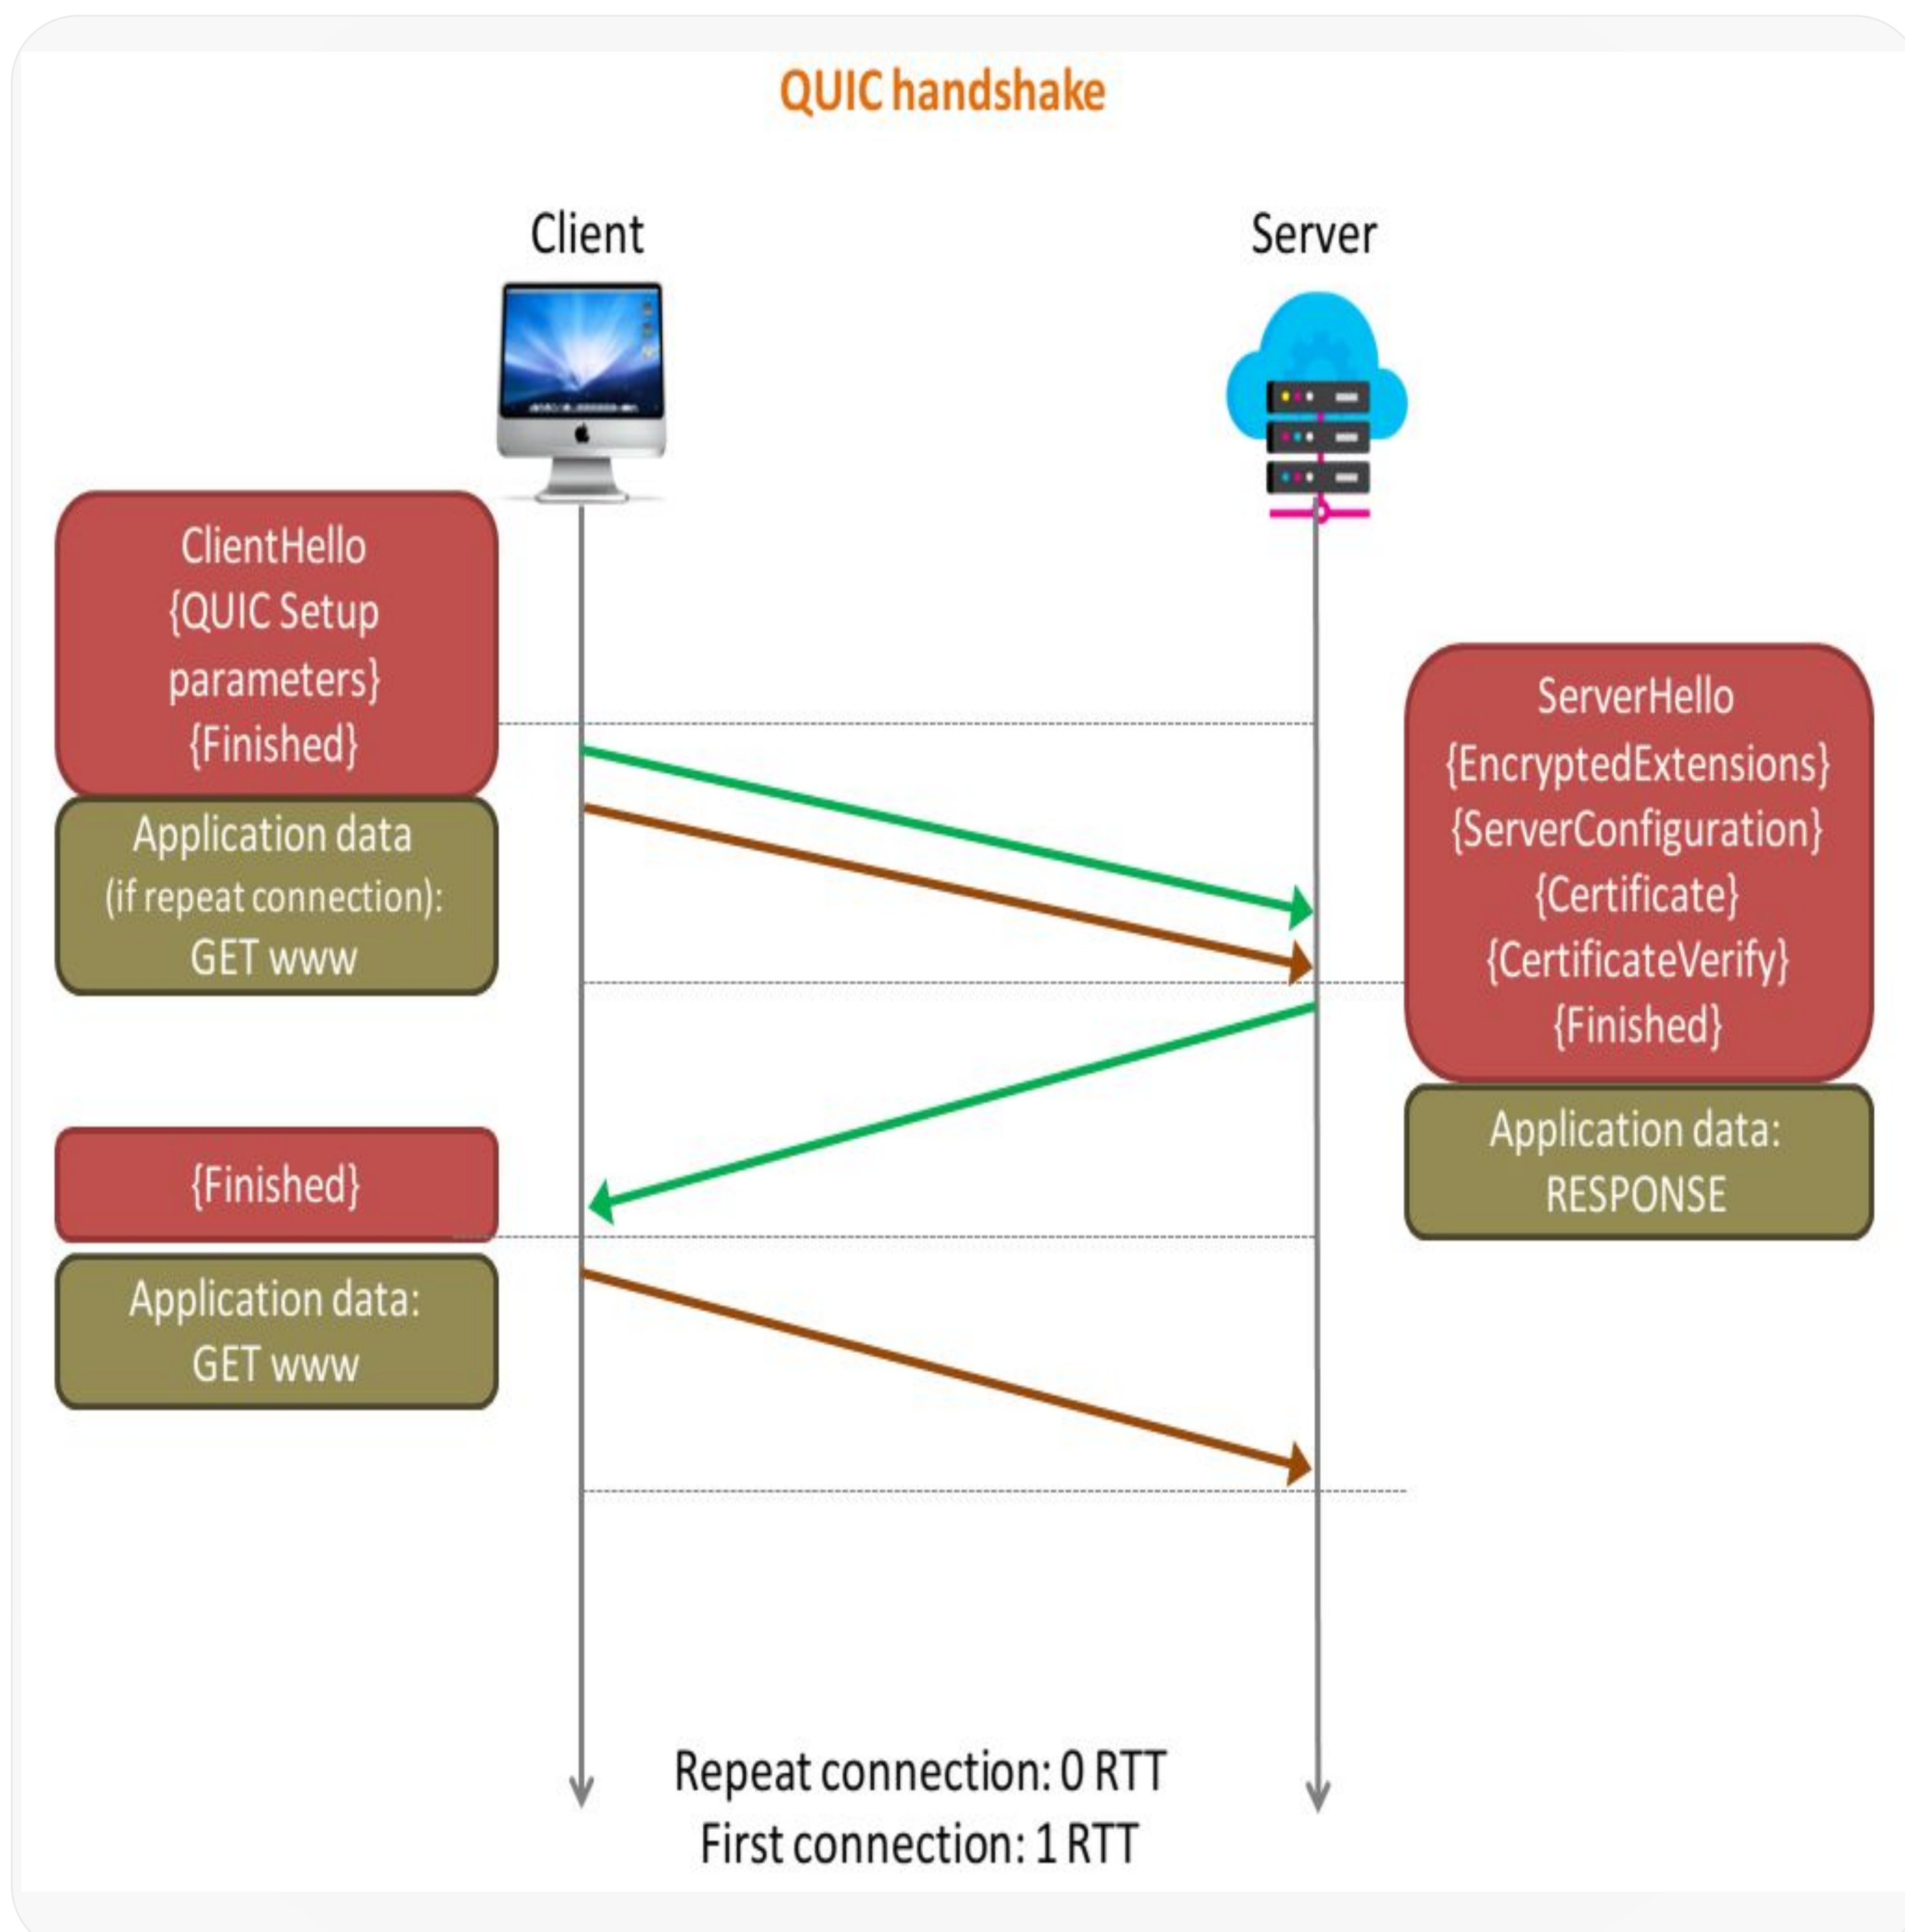 QUIC handshake
Client
Server
ClientHello
{QUIC Setup
parameters}
{Finished}
Application data
(if repeat connection):
GET www
ServerHello
{EncryptedExtensions}
{ServerConfiguration}
{Certificate}
{CertificateVerify}
{Finished}
Application data:
RESPONSE
{Finished}
Application data:
GET www
Repeat connection: 0 RTT
First connection: 1 RTT